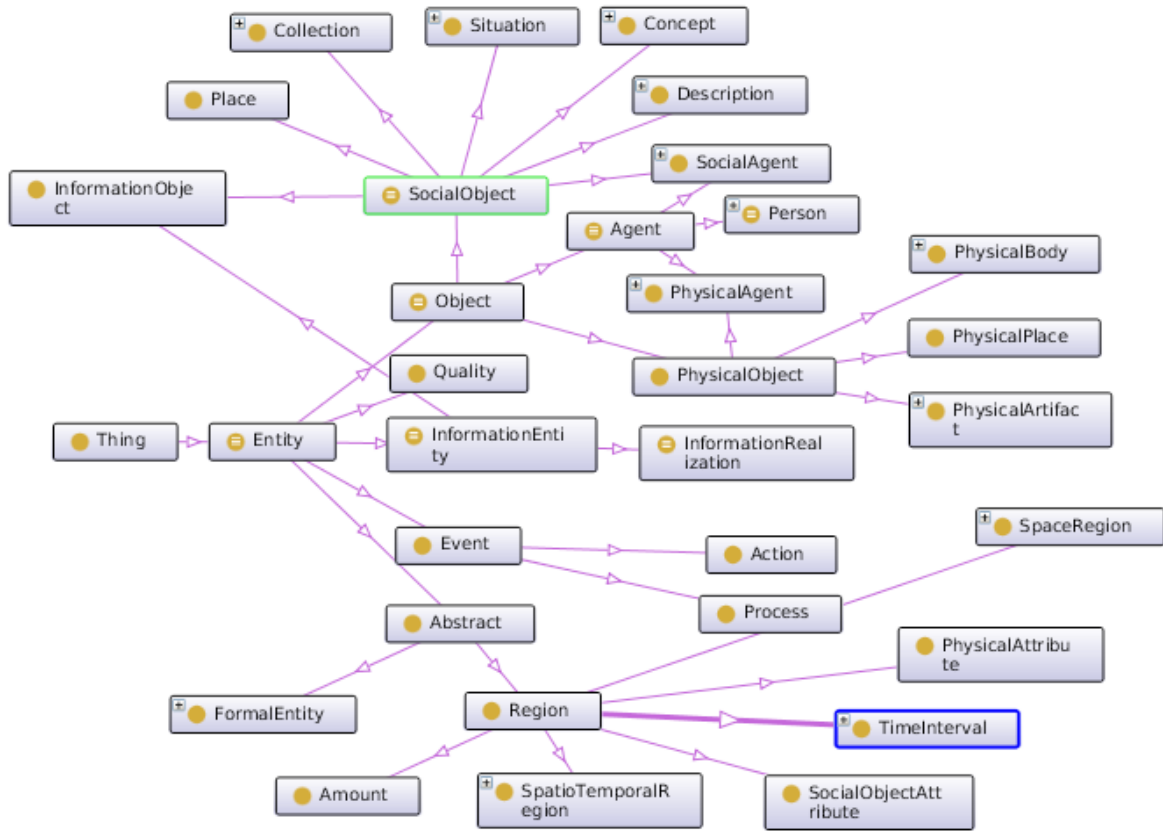 Collection
Situation
Concept
Place
Description
InformationObje
ct
SocialObject
SocialAgent
Agent
Person
PhysicalBody
Object
PhysicalAgent
PhysicalPlace
Quality
PhysicalObject
PhysicalArtifac
t
Thing
Entity
InformationEnti
ty
InformationReal
ization
Event
Action
SpaceRegion
Abstract
Process
PhysicalAttribu
te
FormalEntity
Region
TimeInterval
Amount
SpatioTemporalR
egion
SocialObjectAtt
ribute